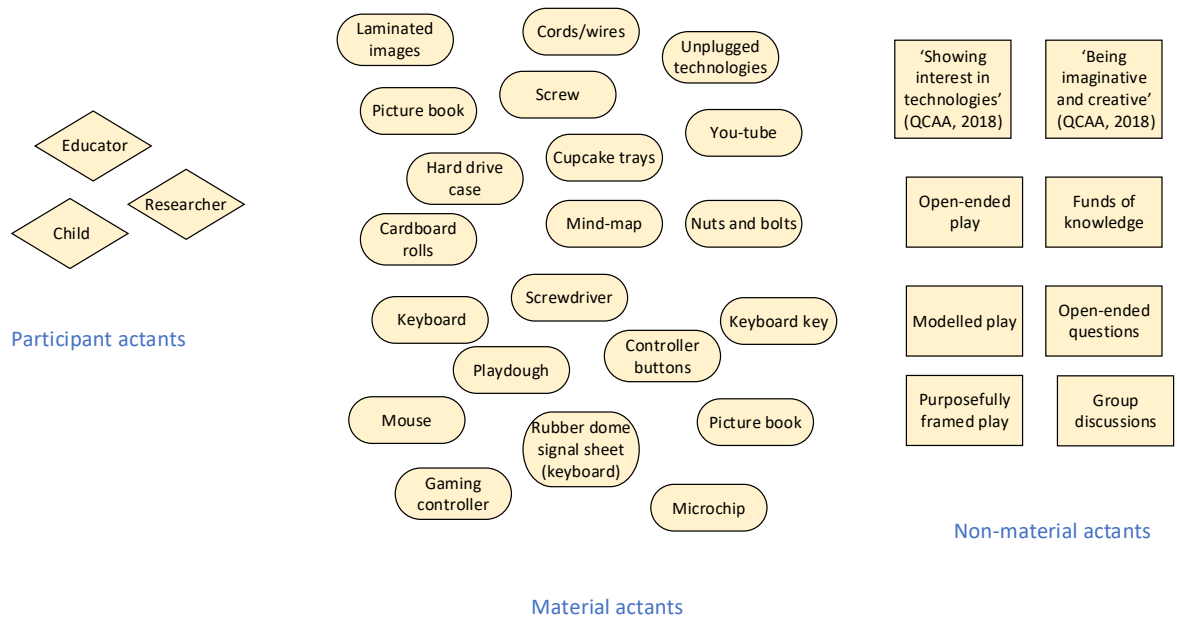 Educator
Researcher
Child
Participant actants
Laminated
images
Cords/wires
Unplugged
technologies
Picture book
Screw
You-tube
Hard drive
case
Cupcake trays
Cardboard
rolls
Mind-map
Nuts and bolts
Screwdriver
Keyboard
Keyboard key
Controller
buttons
Playdough
Mouse
Rubber dome
signal sheet
(keyboard)
Picture book
Gaming
controller
Microchip
Material actants
‘Showing
interest in
technologies’
(QCAA, 2018)
‘Being
imaginative
and creative’
(QCAA, 2018)
Open-ended
play
Funds of
knowledge
Modelled play
Open-ended
questions
Purposefully
framed play
Group
discussions
Non-material actants